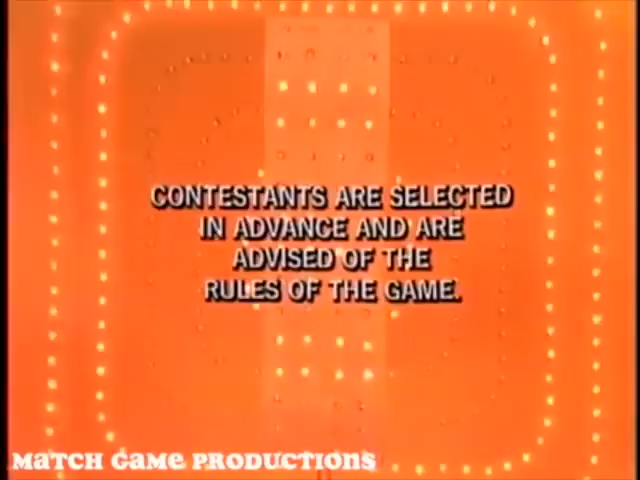 CONTESTANTS ARE SELECTED
IN ADVANCE AND ARE
ADVISED OF THE
RULES OF THE GAME.
MATCH GAME PRODUCTIONS